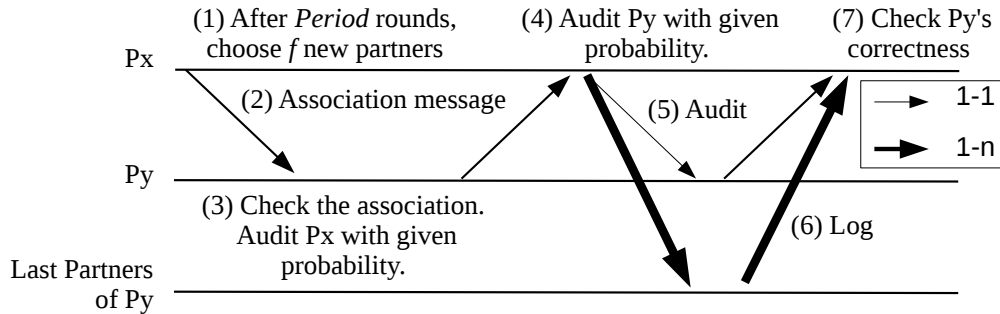 (1) After Period rounds,
choose f new partners
(4) Audit Py with given
probability.
(7) Check Py's
correctness
Px
(2) Association message
(5) Audit
1-1
1-n
Py
(3) Check the association.
Audit Px with given
probability.
(6) Log
Last Partners
of Py